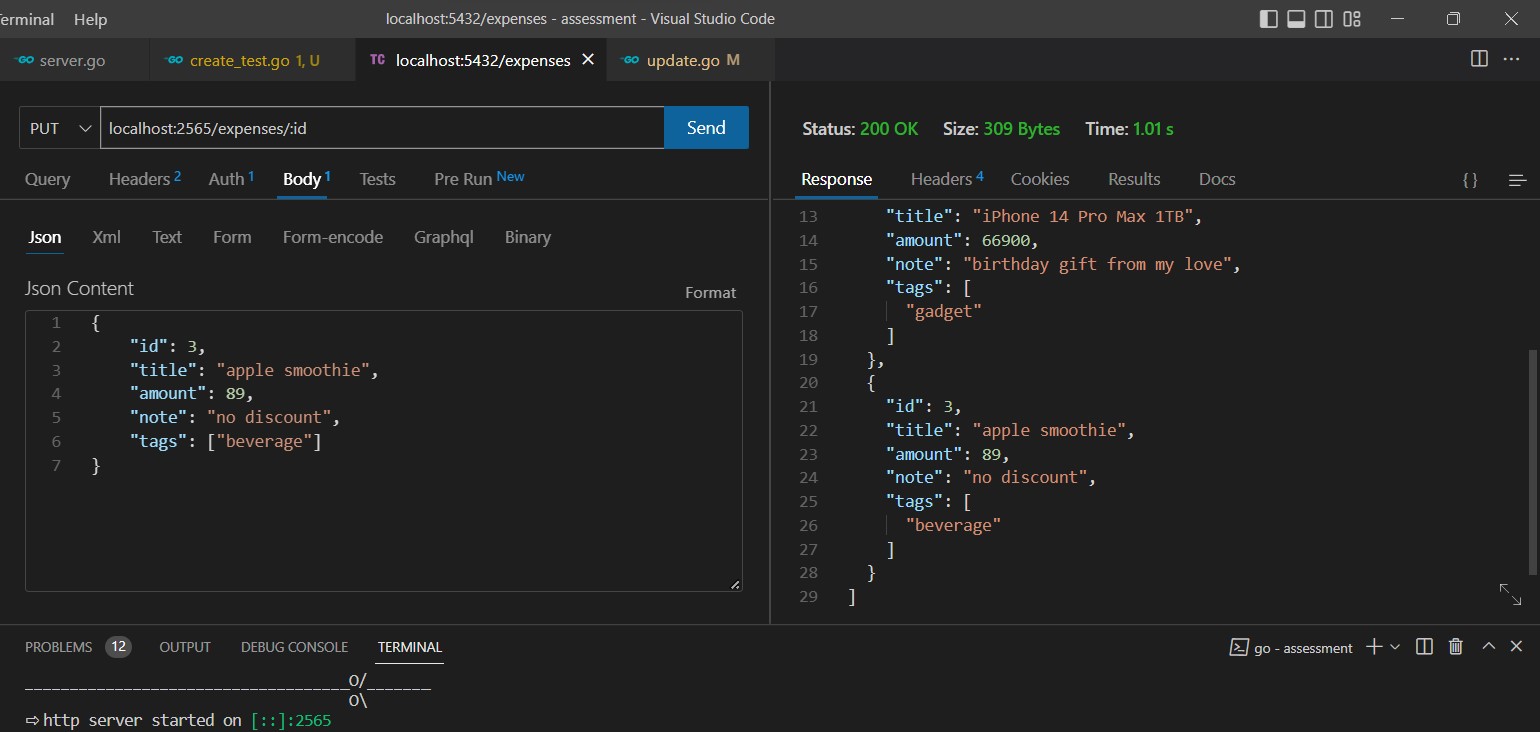 erminal Help localhost:5432/expenses - assessment - Visual Studio Code
GO server.go GO create_test.go 1, U TC localhost:5432/expenses GO update.go M ...
PUT localhost:2565/expenses/:id Send
Status: 200 OK Size: 309 Bytes Time: 1.01 s
Query Headers 2 Auth 1 Body 1 Tests Pre Run New
Response Headers 4 Cookies Results Docs { }
Json Xml Text Form Form-encode Graphql Binary
Json Content Format
1 {
2 "id": 3,
3 "title": "apple smoothie",
4 "amount": 89,
5 "note": "no discount",
6 "tags": ["beverage"]
7 }
13 "title": "iPhone 14 Pro Max 1TB",
14 "amount": 66900,
15 "note": "birthday gift from my love",
16 "tags": [
17 "gadget"
18 ]
19 },
20 {
21 "id": 3,
22 "title": "apple smoothie",
23 "amount": 89,
24 "note": "no discount",
25 "tags": [
26 "beverage"
27 ]
28 }
29 ]
PROBLEMS 12 OUTPUT DEBUG CONSOLE TERMINAL go - assessment
____________________________________O/_______
O\
⇨ http server started on [::]:2565